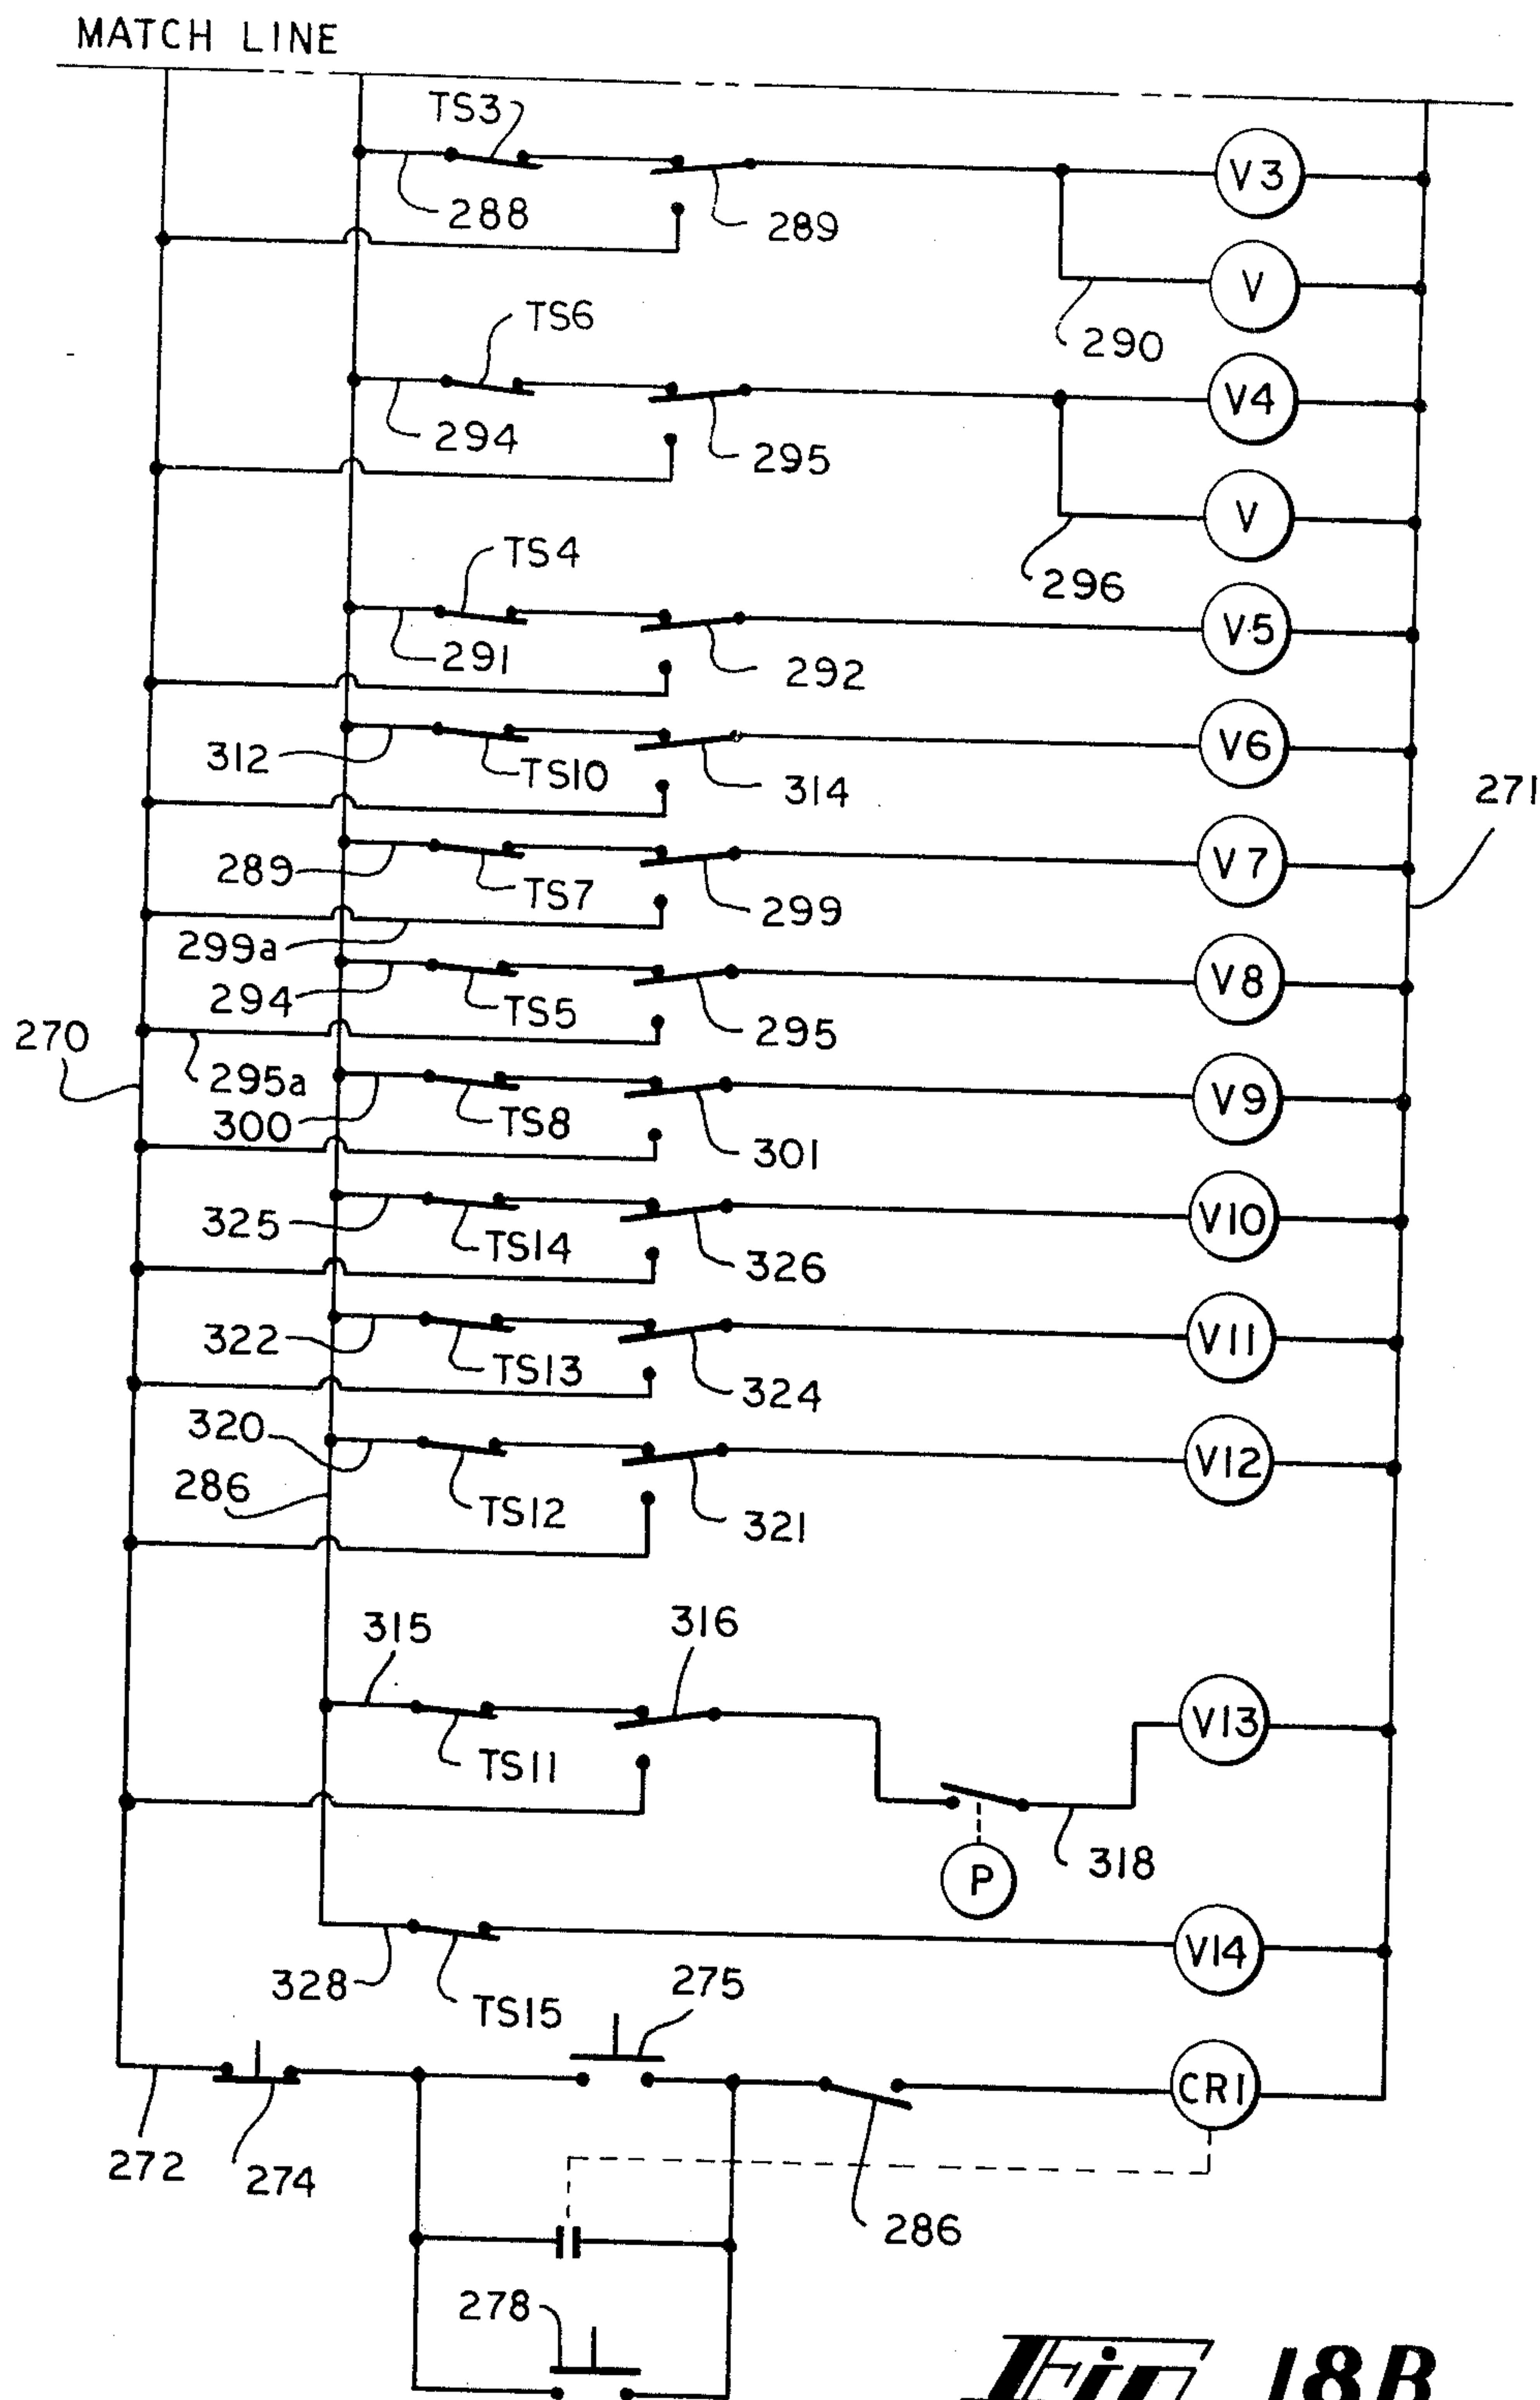 MATCH LINE
TS3
V3
288
289
V
290
TS6
V4
294
295
V
296
TS4
V5
291
292
312
TS10
314
V6
271
289
TS7
299
V7
299a
294
TS5
295
V8
270
295a
300
TS8
301
V9
325
TS14
326
V10
322
TS13
324
V11
320
286
TS12
321
V12
315
316
TS11
V13
318
P
328
TS15
V14
275
272
274
CR1
286
278
Fig 18B